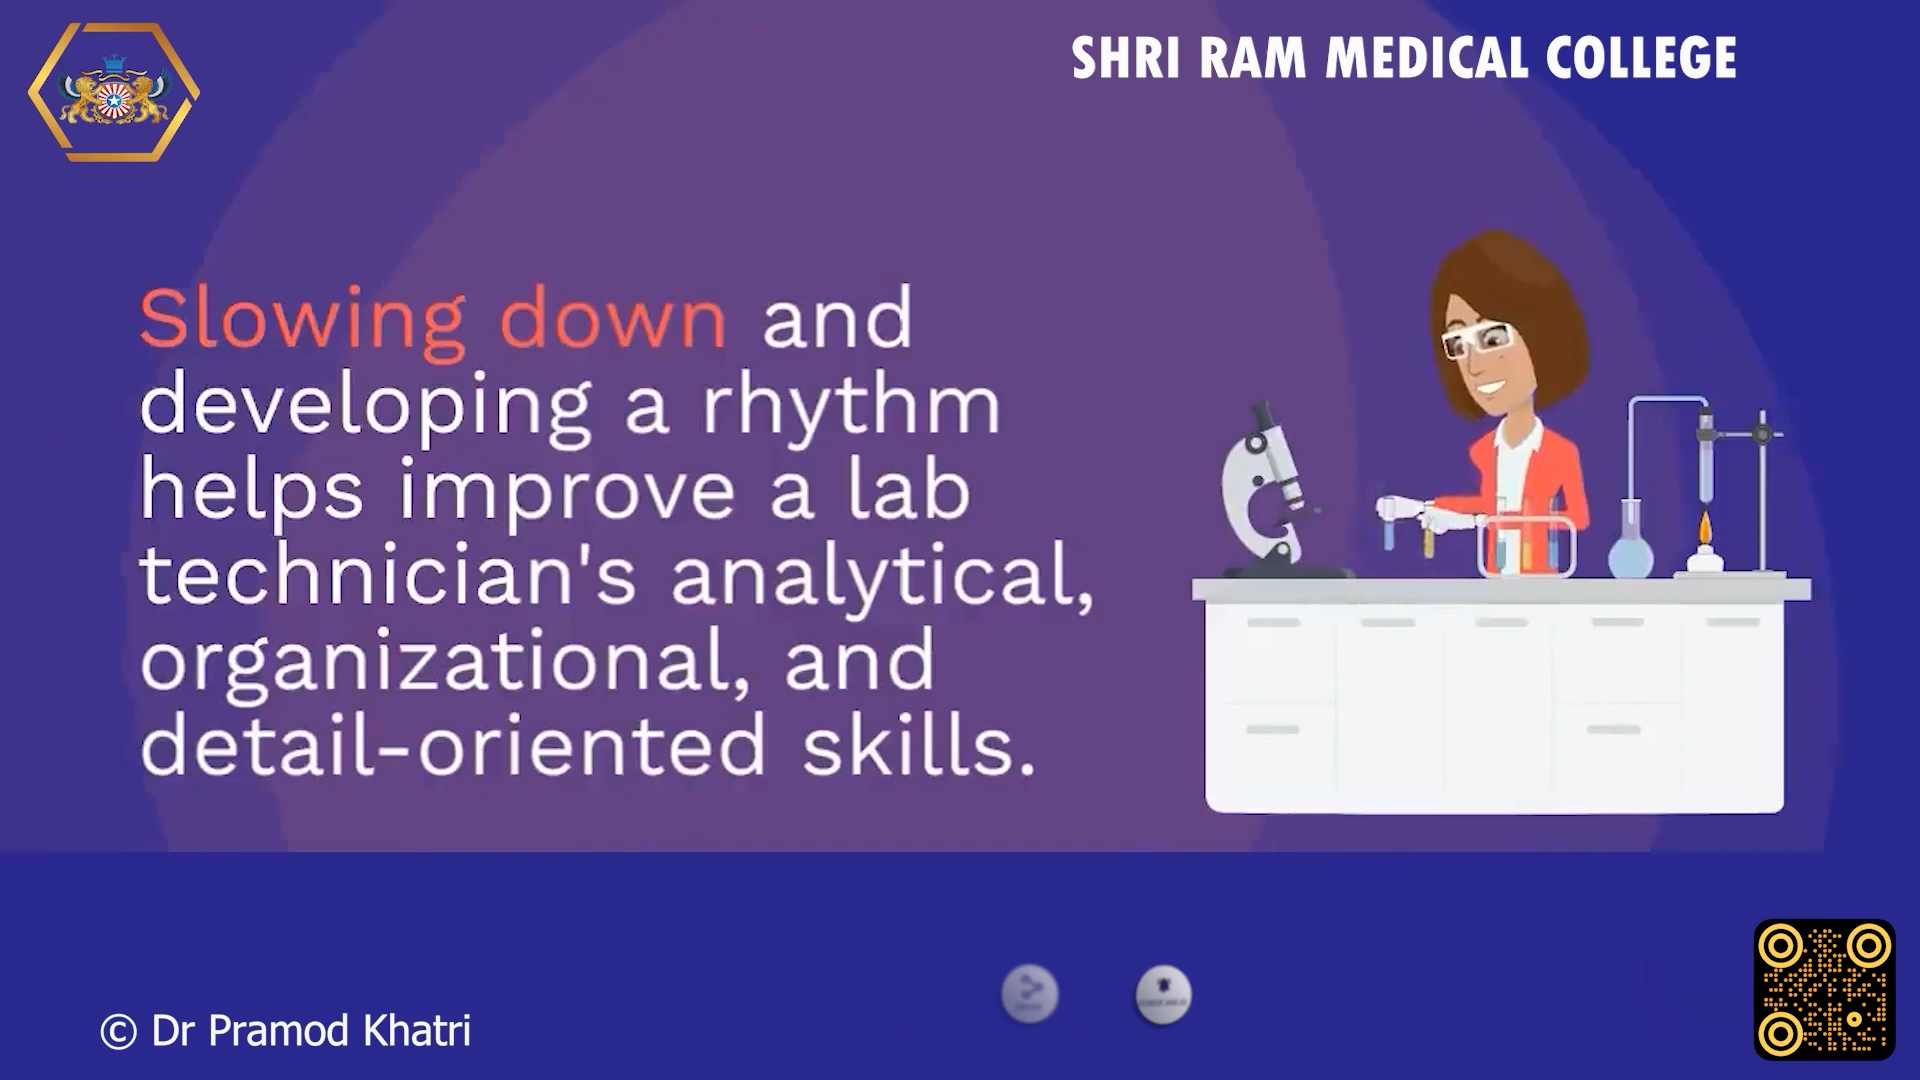 SHRI RAM MEDICAL COLLEGE
Slowing down and
developing a rhythm
helps improve a lab
technician's analytical,
organizational, and
detail-oriented skills.
© Dr Pramod Khatri